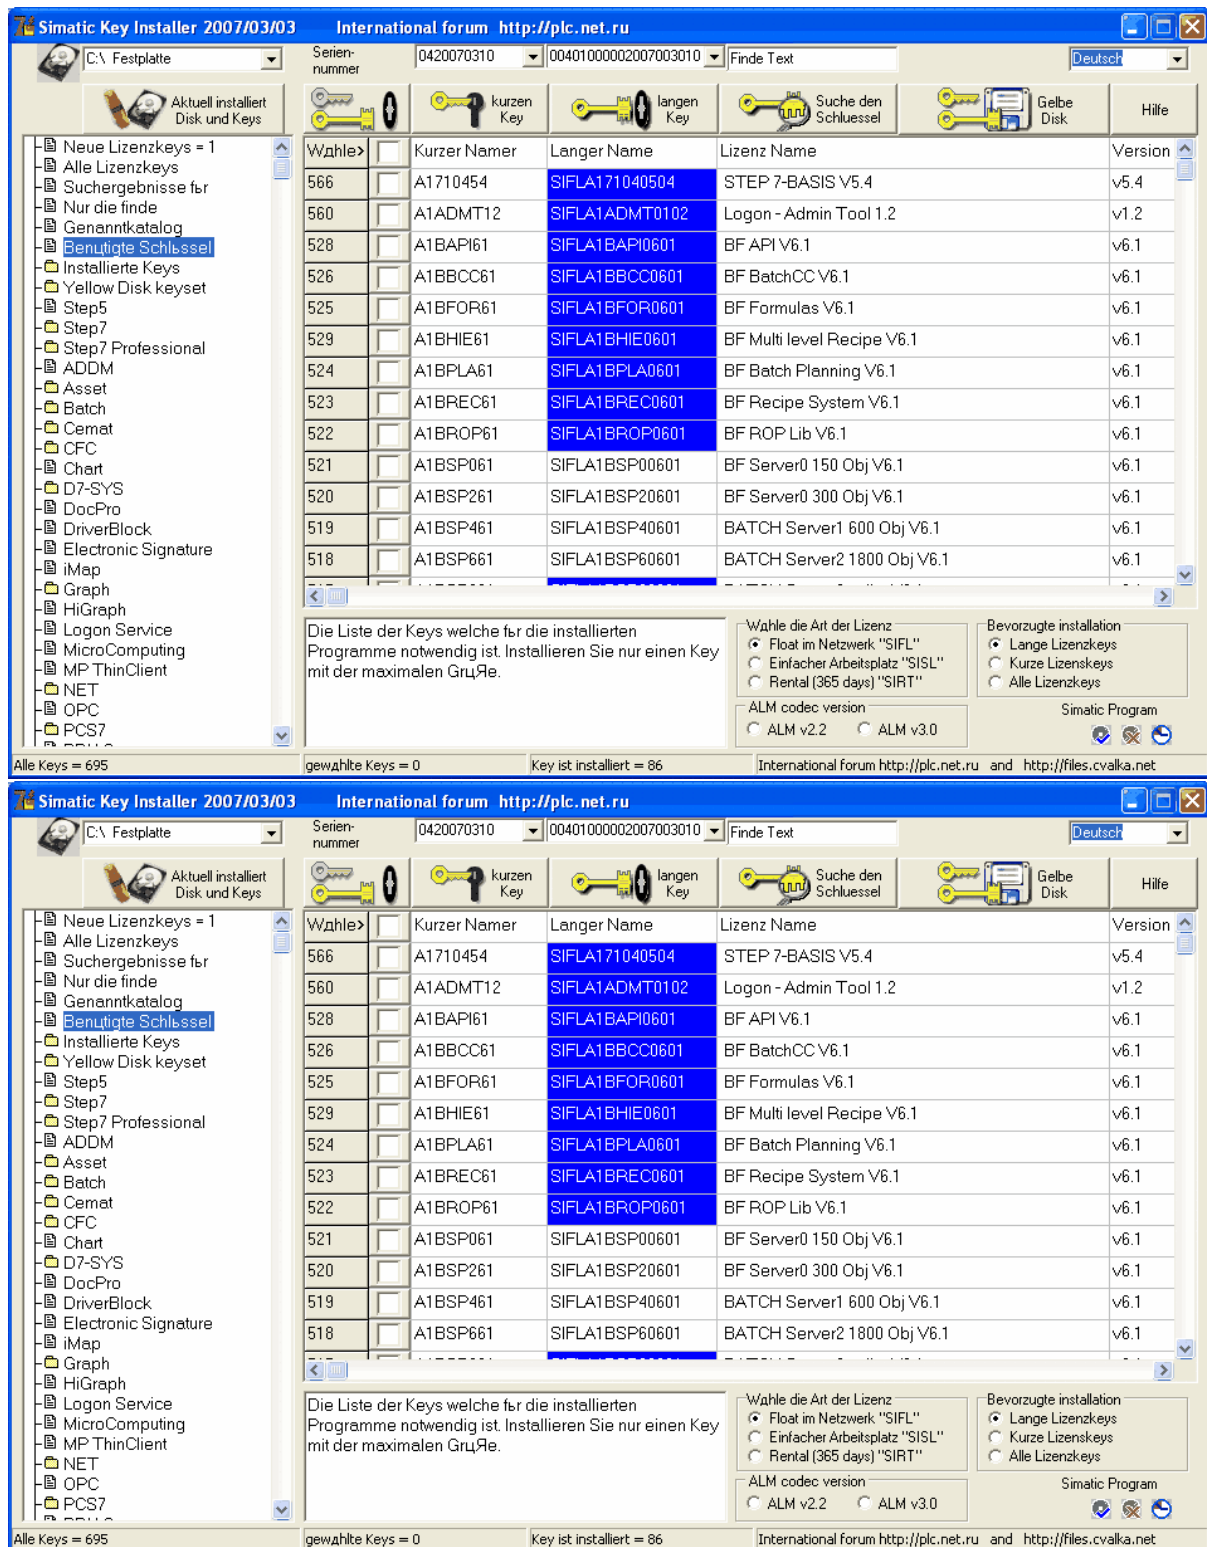 Simatic Key Installer 2007/03/03 International forum http://plc.net.ru
C:\ Festplatte
Serien-
nummer
0420070310
00401000002007003010
Finde Text
Deutsch
Aktuell installiert
Disk und Keys
kurzen
Key
langen
Key
Suche den
Schluessel
Gelbe
Disk
Hilfe
Neue Lizenzkeys = 1
Alle Lizenzkeys
Suchergebnisse fьr
Nur die finde
Genanntkatalog
Benцtigte Schlьssel
Installierte Keys
Yellow Disk keyset
Step5
Step7
Step7 Professional
ADDM
Asset
Batch
Cemat
CFC
Chart
D7-SYS
DocPro
DriverBlock
Electronic Signature
iMap
Graph
HiGraph
Logon Service
MicroComputing
MP ThinClient
NET
OPC
PCS7
Wдhle> Kurzer Namer Langer Name Lizenz Name Version
566 A1710454 SIFLA171040504 STEP 7-BASIS V5.4 v5.4
560 A1ADMT12 SIFLA1ADMT0102 Logon - Admin Tool 1.2 v1.2
528 A1BAPI61 SIFLA1BAPI0601 BF API V6.1 v6.1
526 A1BBCC61 SIFLA1BBCC0601 BF BatchCC V6.1 v6.1
525 A1BFOR61 SIFLA1BFOR0601 BF Formulas V6.1 v6.1
529 A1BHIE61 SIFLA1BHIE0601 BF Multi level Recipe V6.1 v6.1
524 A1BPLA61 SIFLA1BPLA0601 BF Batch Planning V6.1 v6.1
523 A1BREC61 SIFLA1BREC0601 BF Recipe System V6.1 v6.1
522 A1BROP61 SIFLA1BROP0601 BF ROP Lib V6.1 v6.1
521 A1BSP061 SIFLA1BSP00601 BF Server0 150 Obj V6.1 v6.1
520 A1BSP261 SIFLA1BSP20601 BF Server0 300 Obj V6.1 v6.1
519 A1BSP461 SIFLA1BSP40601 BATCH Server1 600 Obj V6.1 v6.1
518 A1BSP661 SIFLA1BSP60601 BATCH Server2 1800 Obj V6.1 v6.1
Die Liste der Keys welche fьr die installierten
Programme notwendig ist. Installieren Sie nur einen Key
mit der maximalen GrцЯe.
Wдhle die Art der Lizenz
Float im Netzwerk "SIFL"
Einfacher Arbeitsplatz "SISL"
Rental (365 days) "SIRT"
ALM codec version
ALM v2.2 ALM v3.0
Bevorzugte installation
Lange Lizenzkeys
Kurze Lizenskeys
Alle Lizenzkeys
Simatic Program
Alle Keys = 695 gewдhlte Keys = 0 Key ist installiert = 86 International forum http://plc.net.ru and http://files.cvalka.net
Simatic Key Installer 2007/03/03 International forum http://plc.net.ru
C:\ Festplatte
Serien-
nummer
0420070310
00401000002007003010
Finde Text
Deutsch
Aktuell installiert
Disk und Keys
kurzen
Key
langen
Key
Suche den
Schluessel
Gelbe
Disk
Hilfe
Neue Lizenzkeys = 1
Alle Lizenzkeys
Suchergebnisse fьr
Nur die finde
Genanntkatalog
Benцtigte Schlьssel
Installierte Keys
Yellow Disk keyset
Step5
Step7
Step7 Professional
ADDM
Asset
Batch
Cemat
CFC
Chart
D7-SYS
DocPro
DriverBlock
Electronic Signature
iMap
Graph
HiGraph
Logon Service
MicroComputing
MP ThinClient
NET
OPC
PCS7
Wдhle> Kurzer Namer Langer Name Lizenz Name Version
566 A1710454 SIFLA171040504 STEP 7-BASIS V5.4 v5.4
560 A1ADMT12 SIFLA1ADMT0102 Logon - Admin Tool 1.2 v1.2
528 A1BAPI61 SIFLA1BAPI0601 BF API V6.1 v6.1
526 A1BBCC61 SIFLA1BBCC0601 BF BatchCC V6.1 v6.1
525 A1BFOR61 SIFLA1BFOR0601 BF Formulas V6.1 v6.1
529 A1BHIE61 SIFLA1BHIE0601 BF Multi level Recipe V6.1 v6.1
524 A1BPLA61 SIFLA1BPLA0601 BF Batch Planning V6.1 v6.1
523 A1BREC61 SIFLA1BREC0601 BF Recipe System V6.1 v6.1
522 A1BROP61 SIFLA1BROP0601 BF ROP Lib V6.1 v6.1
521 A1BSP061 SIFLA1BSP00601 BF Server0 150 Obj V6.1 v6.1
520 A1BSP261 SIFLA1BSP20601 BF Server0 300 Obj V6.1 v6.1
519 A1BSP461 SIFLA1BSP40601 BATCH Server1 600 Obj V6.1 v6.1
518 A1BSP661 SIFLA1BSP60601 BATCH Server2 1800 Obj V6.1 v6.1
Die Liste der Keys welche fьr die installierten
Programme notwendig ist. Installieren Sie nur einen Key
mit der maximalen GrцЯe.
Wдhle die Art der Lizenz
Float im Netzwerk "SIFL"
Einfacher Arbeitsplatz "SISL"
Rental (365 days) "SIRT"
ALM codec version
ALM v2.2 ALM v3.0
Bevorzugte installation
Lange Lizenzkeys
Kurze Lizenskeys
Alle Lizenzkeys
Simatic Program
Alle Keys = 695 gewдhlte Keys = 0 Key ist installiert = 86 International forum http://plc.net.ru and http://files.cvalka.net